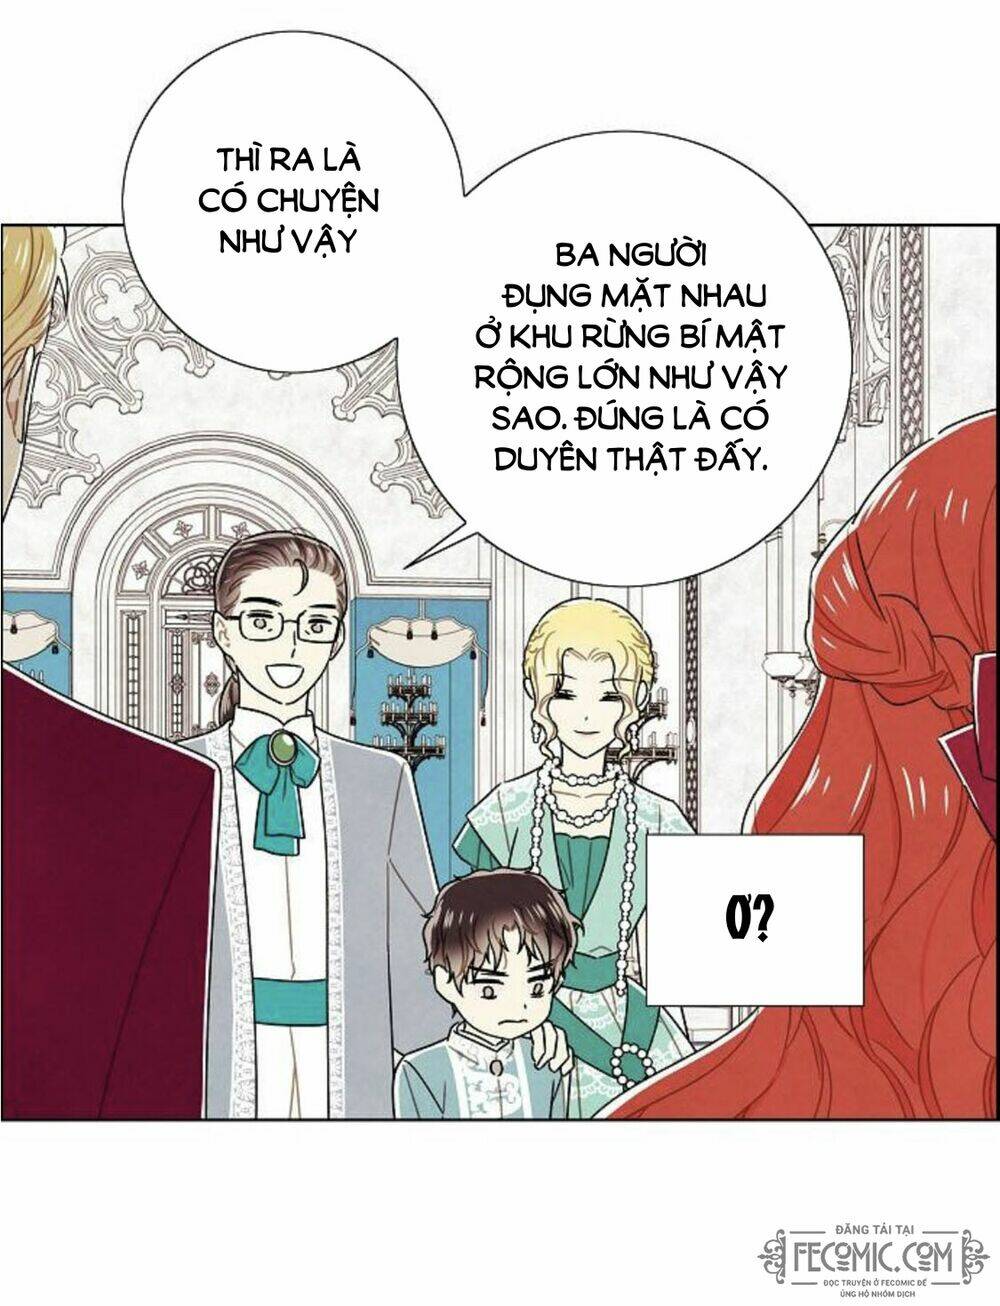 THÌ RA LÀ
CÓ CHUYỆN
NHƯ VẬY
BA NGƯỜI
ĐỤNG MẶT NHAU
Ở KHU RỪNG BÍ MẬT
RỘNG LỚN NHƯ VẬY
SAO. ĐÚNG LÀ CÓ
DUYÊN THẬT ĐẤY.
Ơ?
ĐĂNG TẢI TẠI
FECOMIC.COM
ĐỌC TRUYỆN Ở FECOMIC ĐỂ
ỦNG HỘ NHÓM DỊCH